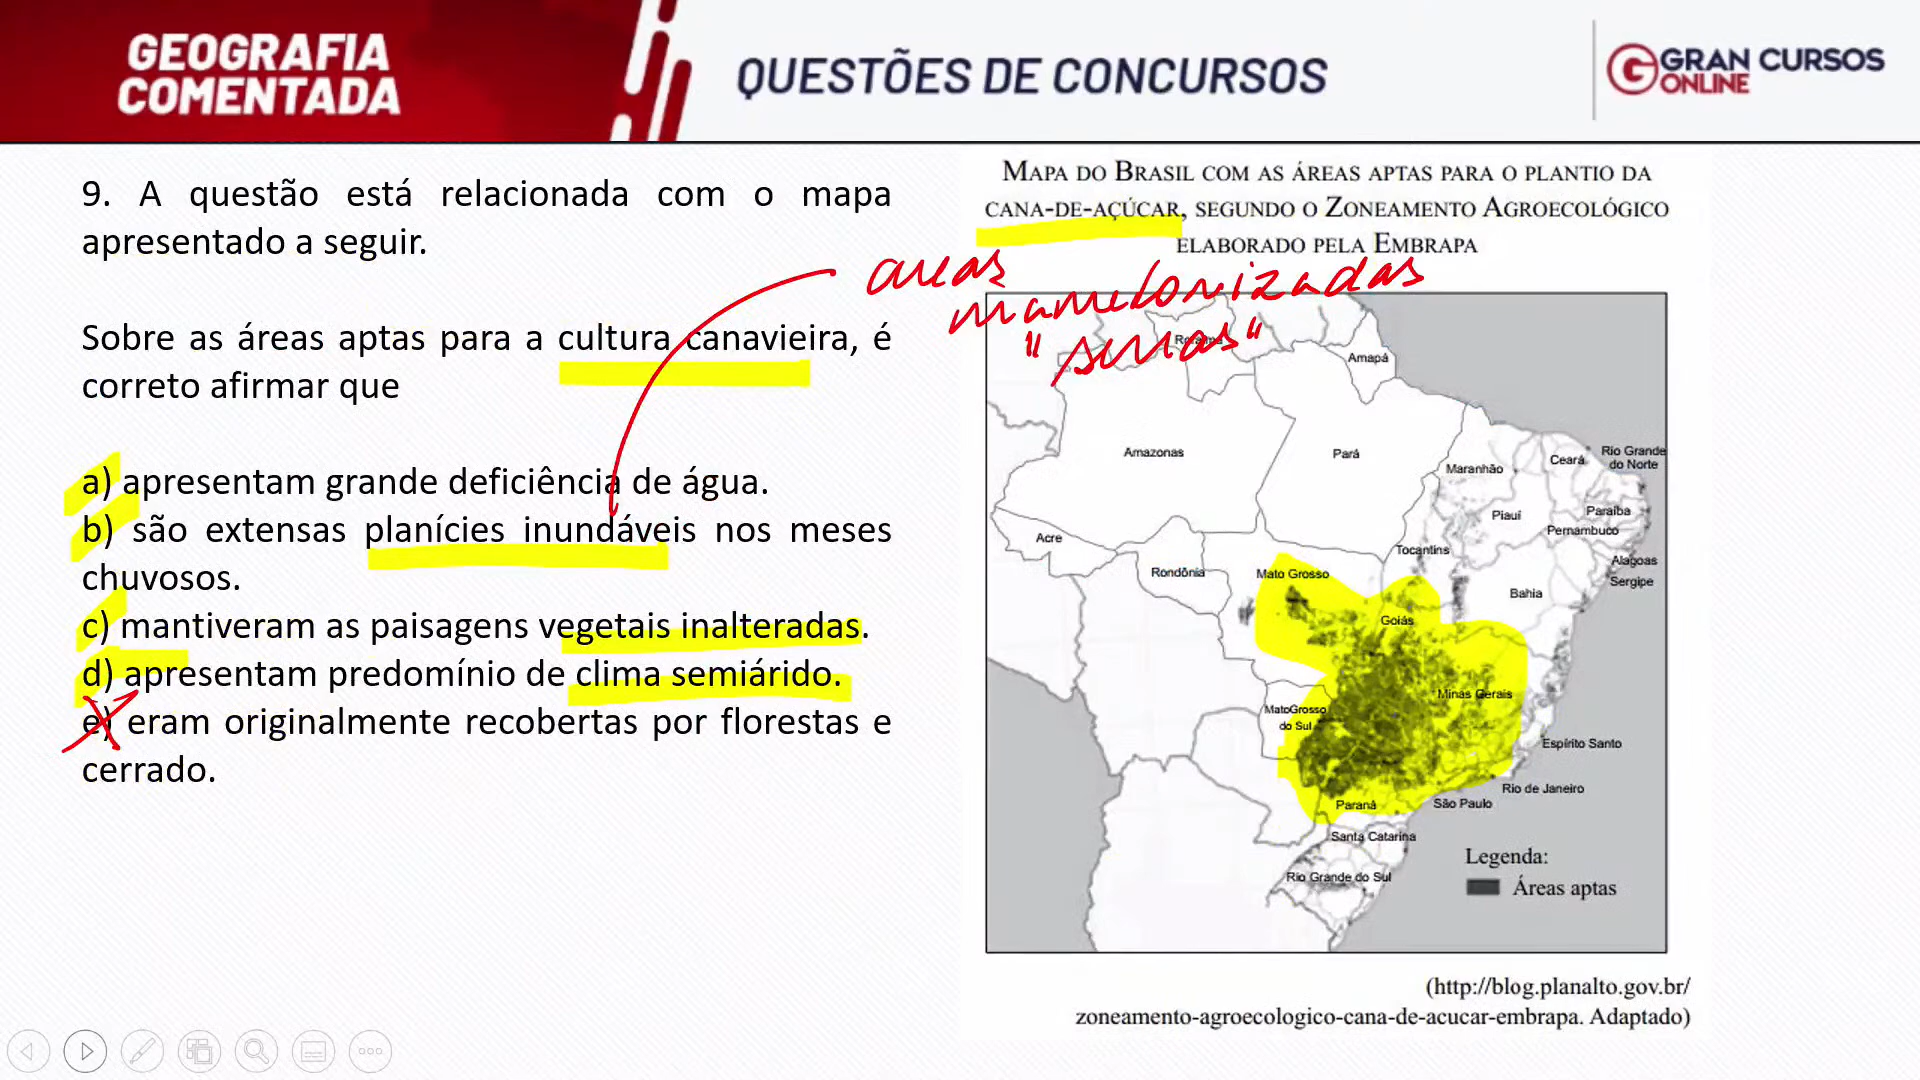 GEOGRAFIA
COMENTADA
QUESTÕES DE CONCURSOS
GRAN CURSOS
ONLINE
9. A questão está relacionada com o mapa
apresentado a seguir.
Sobre as áreas aptas para a cultura canavieira, é
correto afirmar que
a) apresentam grande deficiência de água.
b) são extensas planícies inundáveis nos meses
chuvosos.
c) mantiveram as paisagens vegetais inalteradas.
d) apresentam predomínio de clima semiárido.
e) eram originalmente recobertas por florestas e
cerrado.
MAPA DO BRASIL COM AS ÁREAS APTAS PARA O PLANTIO DA
CANA-DE-AÇÚCAR, SEGUNDO O ZONEAMENTO AGROECOLÓGICO
ELABORADO PELA EMBRAPA
areas
mamelonizadas
"serras"
Amapá
Amazonas
Pará
Maranhão
Ceará
Rio Grande
do Norte
Piauí
Paraíba
Pernambuco
Acre
Rondônia
Mato Grosso
Tocantins
Alagoas
Sergipe
Bahia
Goiás
Minas Gerais
MatoGrosso
do Sul
Espírito Santo
Rio de Janeiro
São Paulo
Paraná
Santa Catarina
Rio Grande do Sul
Legenda:
Áreas aptas
(http://blog.planalto.gov.br/
zoneamento-agroecologico-cana-de-acucar-embrapa. Adaptado)